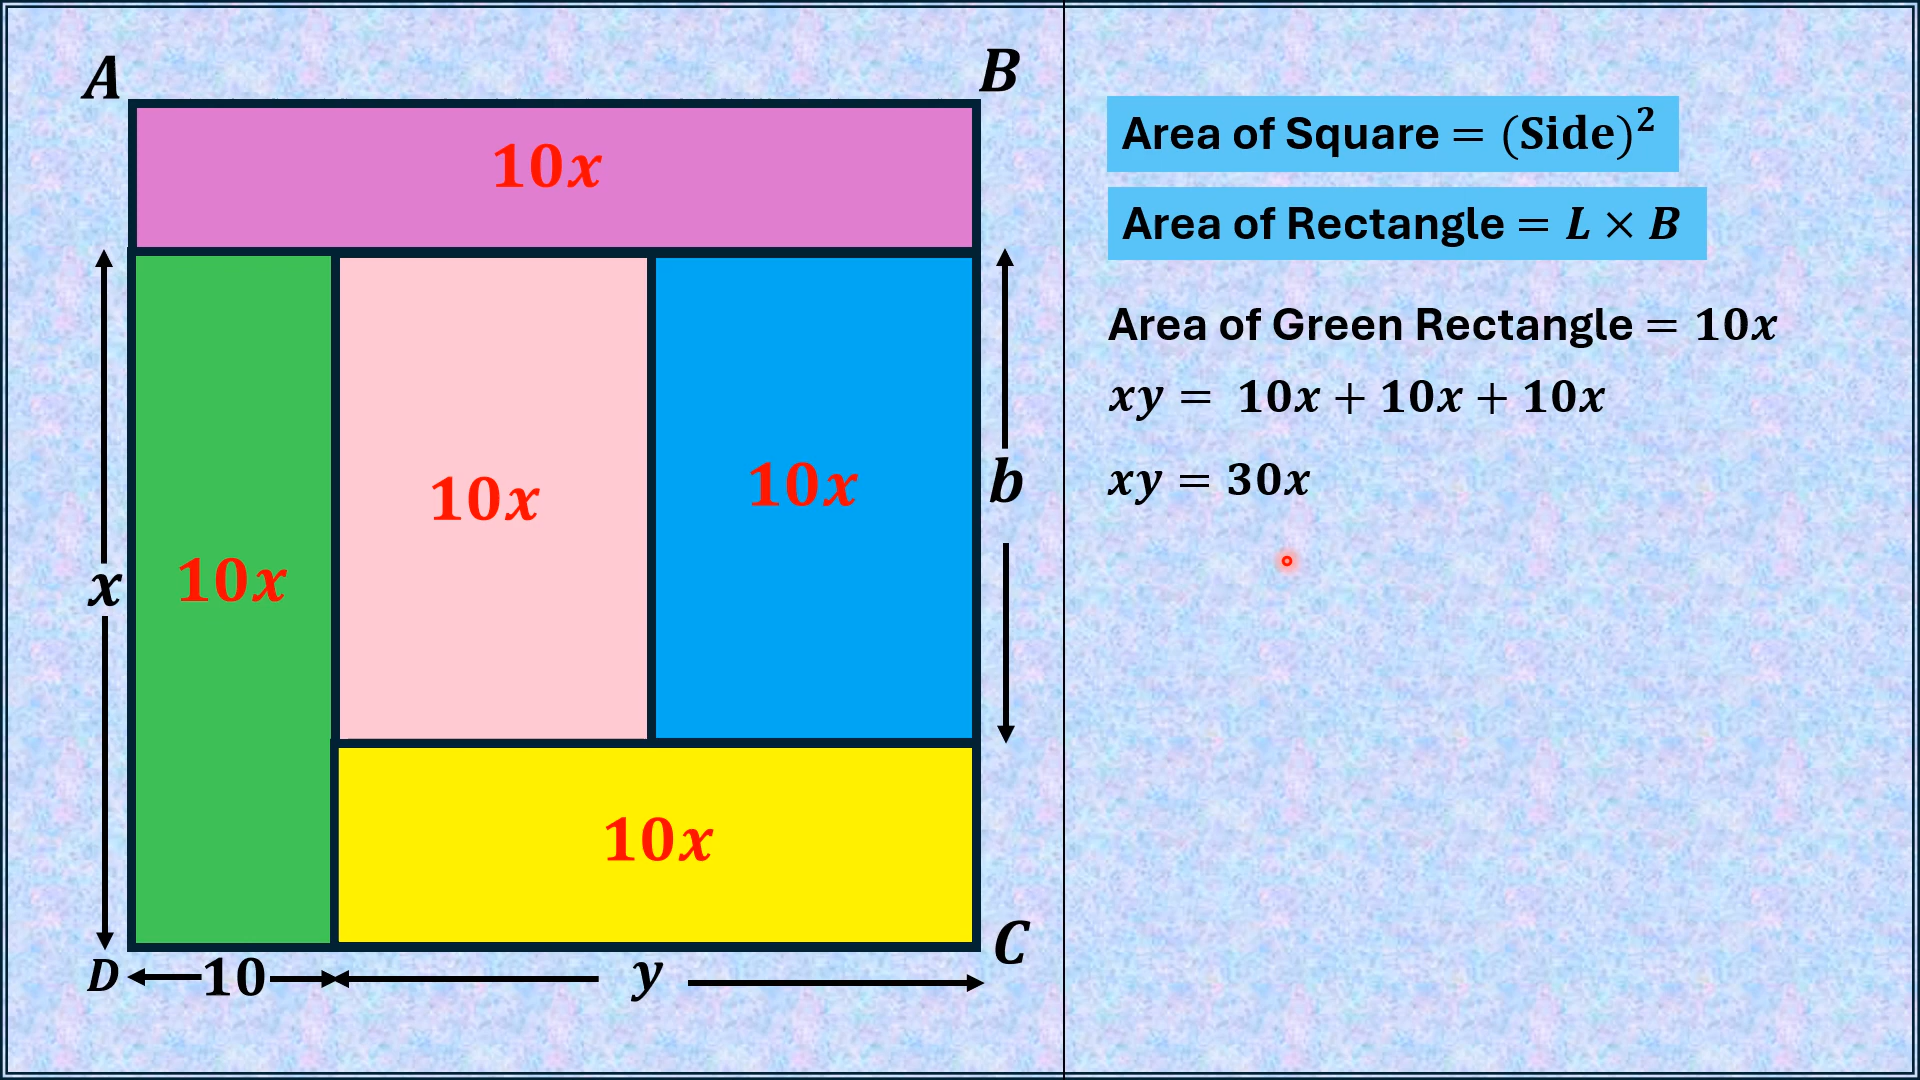 A
B
10x
x
10x
10x
10x
b
10x
D
10
y
C
Area of Square = (Side)²
Area of Rectangle = L × B
Area of Green Rectangle = 10x
xy = 10x + 10x + 10x
xy = 30x